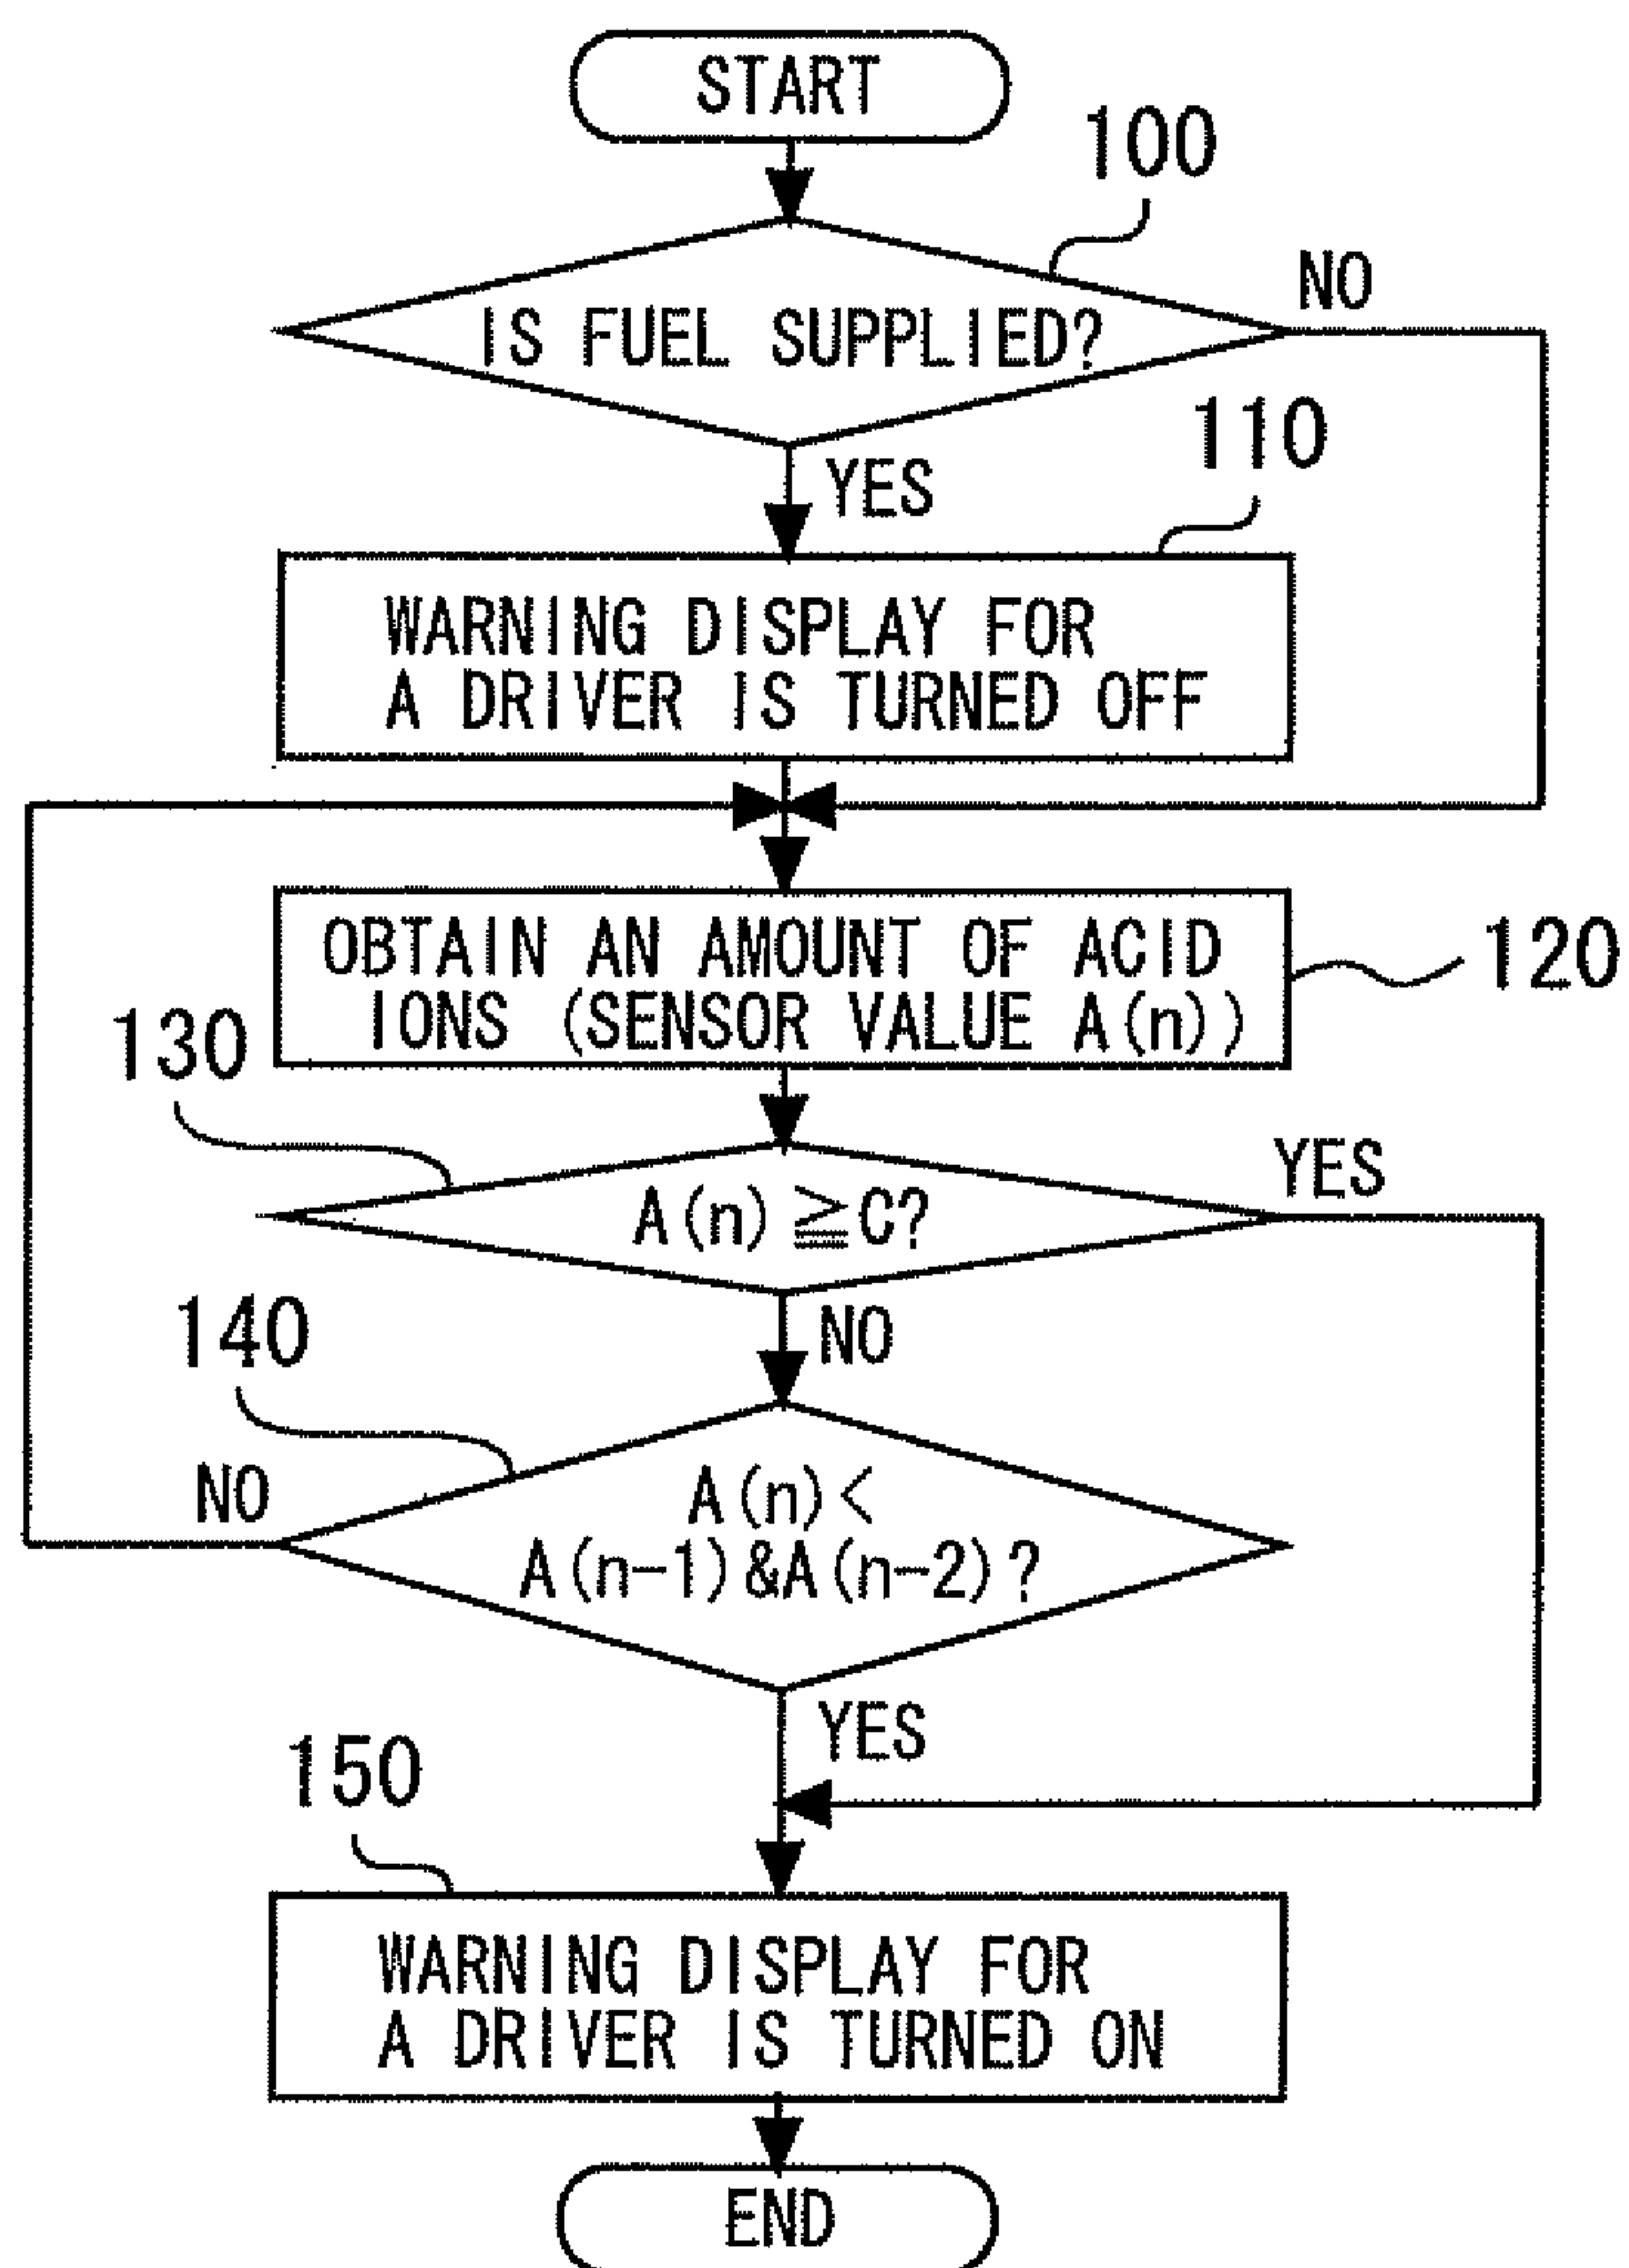 START
100
IS FUEL SUPPLIED?
NO
YES
110
WARNING DISPLAY FOR
A DRIVER IS TURNED OFF
OBTAIN AN AMOUNT OF ACID
IONS (SENSOR VALUE A(n))
120
130
A(n)≧C?
YES
NO
140
A(n)<
A(n-1)&A(n-2)?
NO
YES
150
WARNING DISPLAY FOR
A DRIVER IS TURNED ON
END